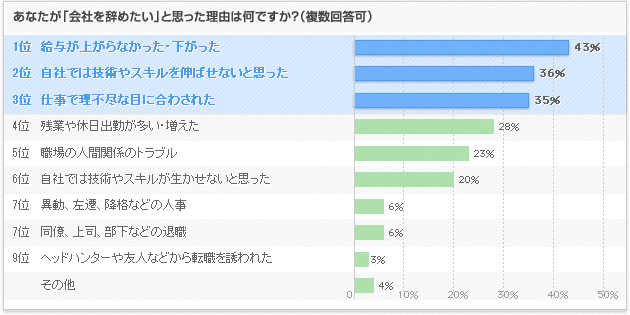 あなたが「会社を辞めたい」と思った理由は何ですか?(複数回答可)
1位 給与が上がらなかった・下がった 43%
2位 自社では技術やスキルを伸ばせないと思った 36%
3位 仕事で理不尽な目に合わされた 35%
4位 残業や休日出勤が多い・増えた 28%
5位 職場の人間関係のトラブル 23%
6位 自社では技術やスキルが生かせないと思った 20%
7位 異動、左遷、降格などの人事 6%
7位 同僚、上司、部下などの退職 6%
9位 ヘッドハンターや友人などから転職を誘われた 3%
その他 4%
0 10% 20% 30% 40% 50%